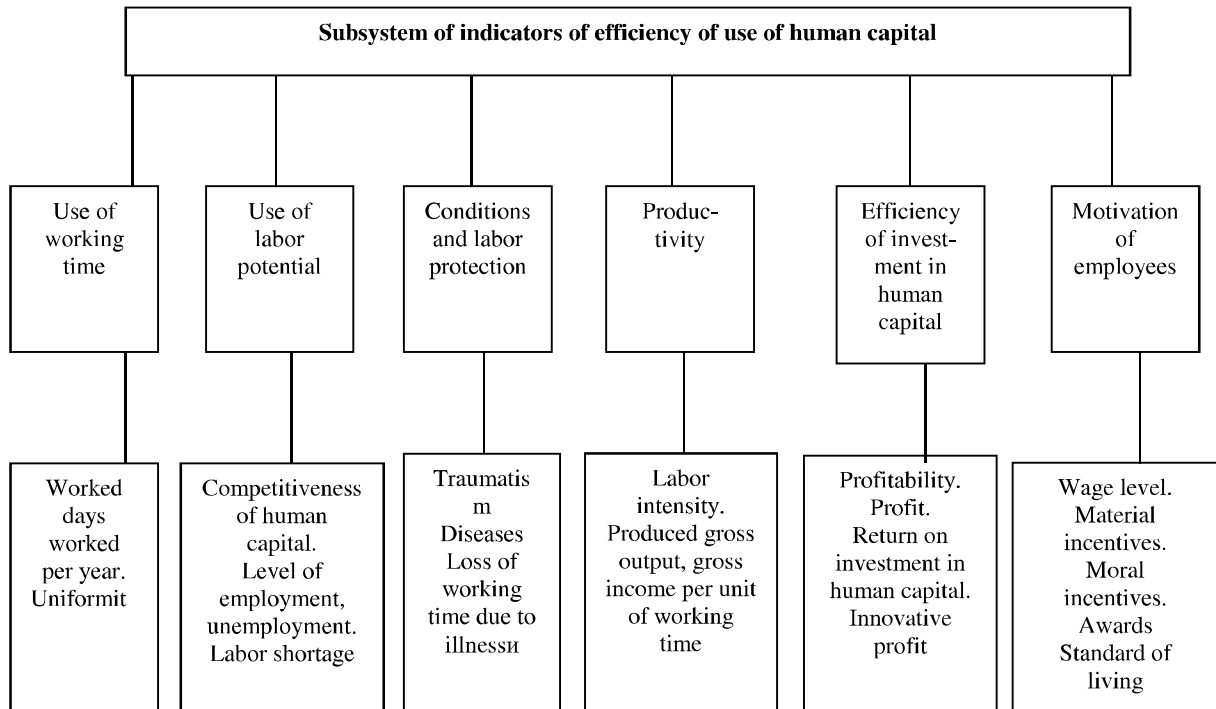 Subsystem of indicators of efficiency of use of human capital
Use of
working
time
Use of
labor
potential
Conditions
and labor
protection
Produc-
tivity
Efficiency
of invest-
ment in
human
capital
Motivation
of
employees
Worked
days
worked
per year.
Uniformit
Competitiveness
of human
capital.
Level of
employment,
unemployment.
Labor shortage
Traumatis
m
Diseases
Loss of
working
time due to
illnessи
Labor
intensity.
Produced gross
output, gross
income per unit
of working
time
Profitability.
Profit.
Return on
investment in
human capital.
Innovative
profit
Wage level.
Material
incentives.
Moral
incentives.
Awards
Standard of
living